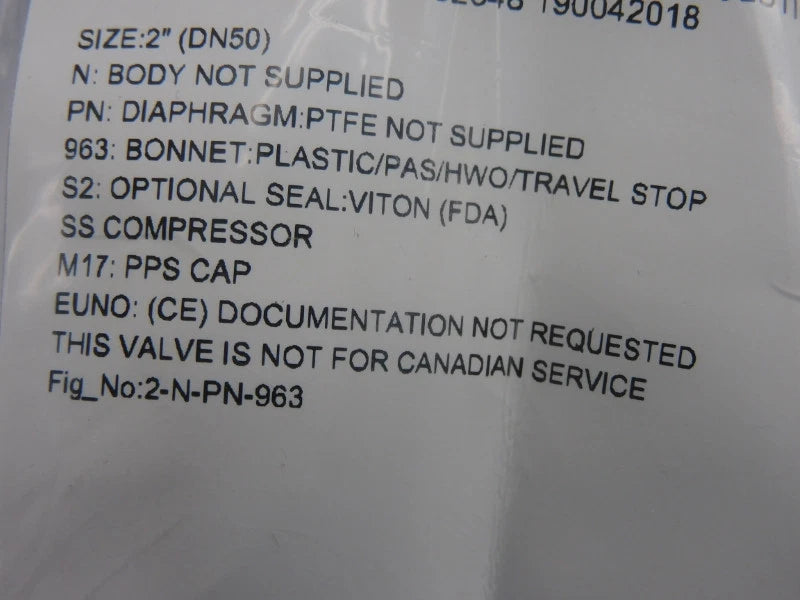 190042018
SIZE:2" (DN50)
N: BODY NOT SUPPLIED
PN: DIAPHRAGM:PTFE NOT SUPPLIED
963: BONNET:PLASTIC/PAS/HWO/TRAVEL STOP
S2: OPTIONAL SEAL:VITON (FDA)
SS COMPRESSOR
M17: PPS CAP
EUNO: (CE) DOCUMENTATION NOT REQUESTED
THIS VALVE IS NOT FOR CANADIAN SERVICE
Fig_No:2-N-PN-963